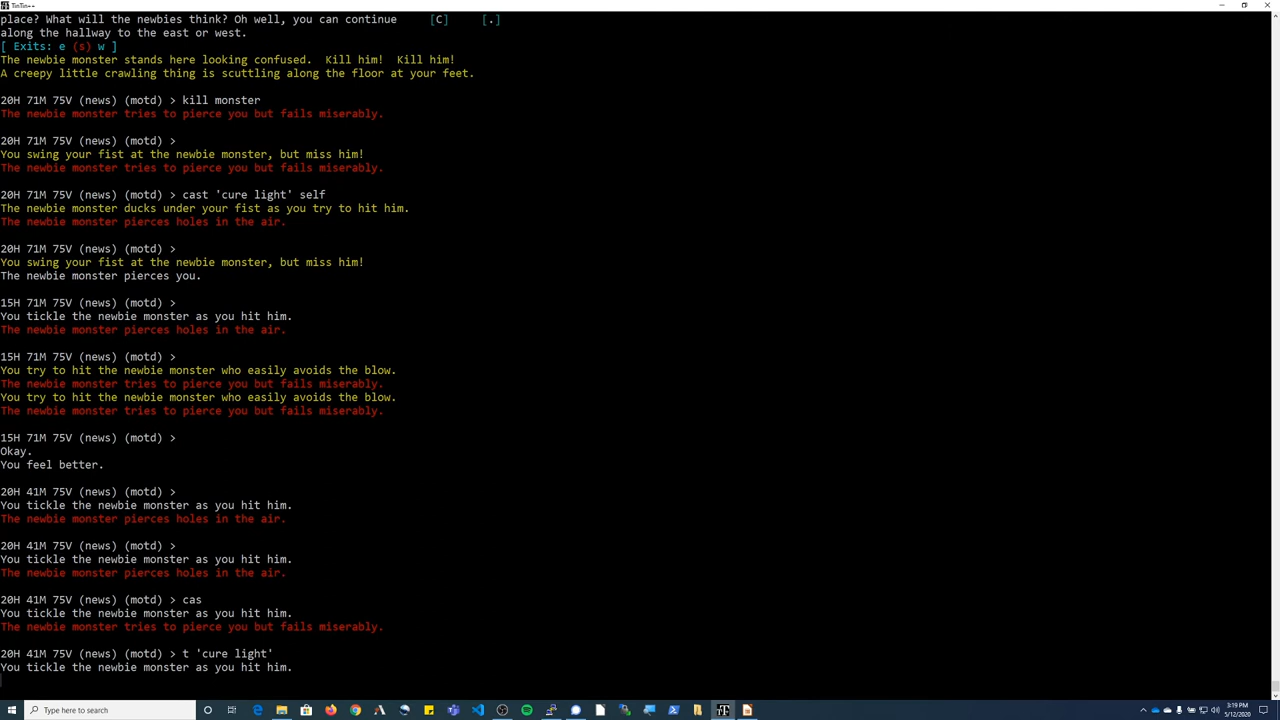 TinTin++
place? What will the newbies think? Oh well, you can continue [C] [.]
along the hallway to the east or west.
[ Exits: e (s) w ]
The newbie monster stands here looking confused.  Kill him!  Kill him!
A creepy little crawling thing is scuttling along the floor at your feet.
20H 71M 75V (news) (motd) > kill monster
The newbie monster tries to pierce you but fails miserably.
20H 71M 75V (news) (motd) >
You swing your fist at the newbie monster, but miss him!
The newbie monster tries to pierce you but fails miserably.
20H 71M 75V (news) (motd) > cast 'cure light' self
The newbie monster ducks under your fist as you try to hit him.
The newbie monster pierces holes in the air.
20H 71M 75V (news) (motd) >
You swing your fist at the newbie monster, but miss him!
The newbie monster pierces you.
15H 71M 75V (news) (motd) >
You tickle the newbie monster as you hit him.
The newbie monster pierces holes in the air.
15H 71M 75V (news) (motd) >
You try to hit the newbie monster who easily avoids the blow.
The newbie monster tries to pierce you but fails miserably.
You try to hit the newbie monster who easily avoids the blow.
The newbie monster tries to pierce you but fails miserably.
15H 71M 75V (news) (motd) >
Okay.
You feel better.
20H 41M 75V (news) (motd) >
You tickle the newbie monster as you hit him.
The newbie monster pierces holes in the air.
20H 41M 75V (news) (motd) >
You tickle the newbie monster as you hit him.
The newbie monster pierces holes in the air.
20H 41M 75V (news) (motd) > cas
You tickle the newbie monster as you hit him.
The newbie monster tries to pierce you but fails miserably.
20H 41M 75V (news) (motd) > t 'cure light'
You tickle the newbie monster as you hit him.
Type here to search
3:19 PM
5/12/2020